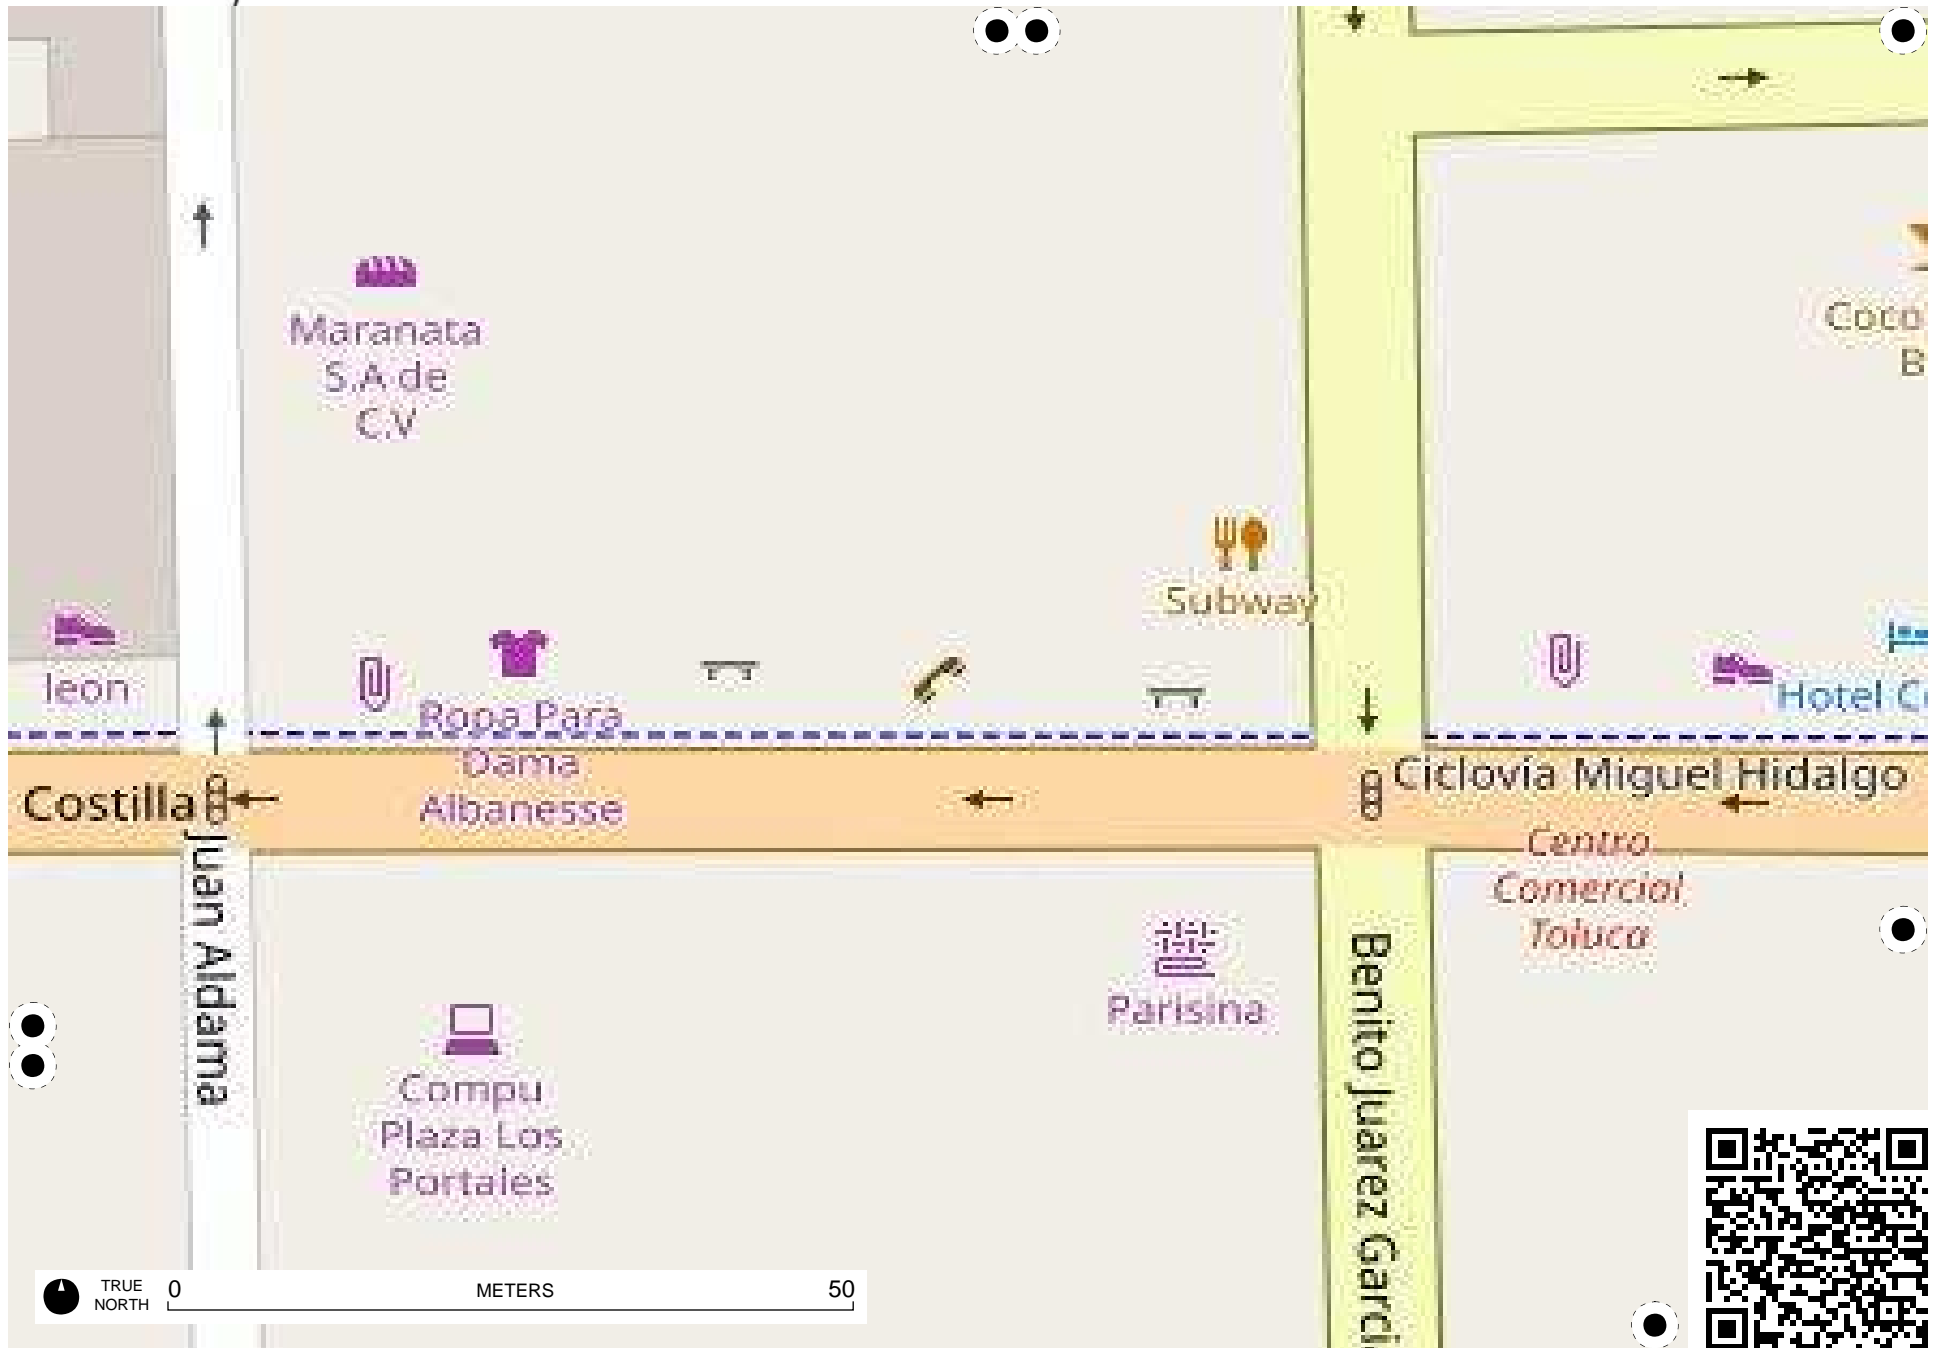 Maranata
S.A de
C.V
Coco
B
Subway
leon
Ropa Para
Dama
Albanesse
Hotel C
Costilla
Ciclovía Miguel Hidalgo
Centro
Comercial
Toluca
Juan Aldama
Parisina
Benito Juarez Garci
Compu
Plaza Los
Portales
TRUE
NORTH
0
METERS
50